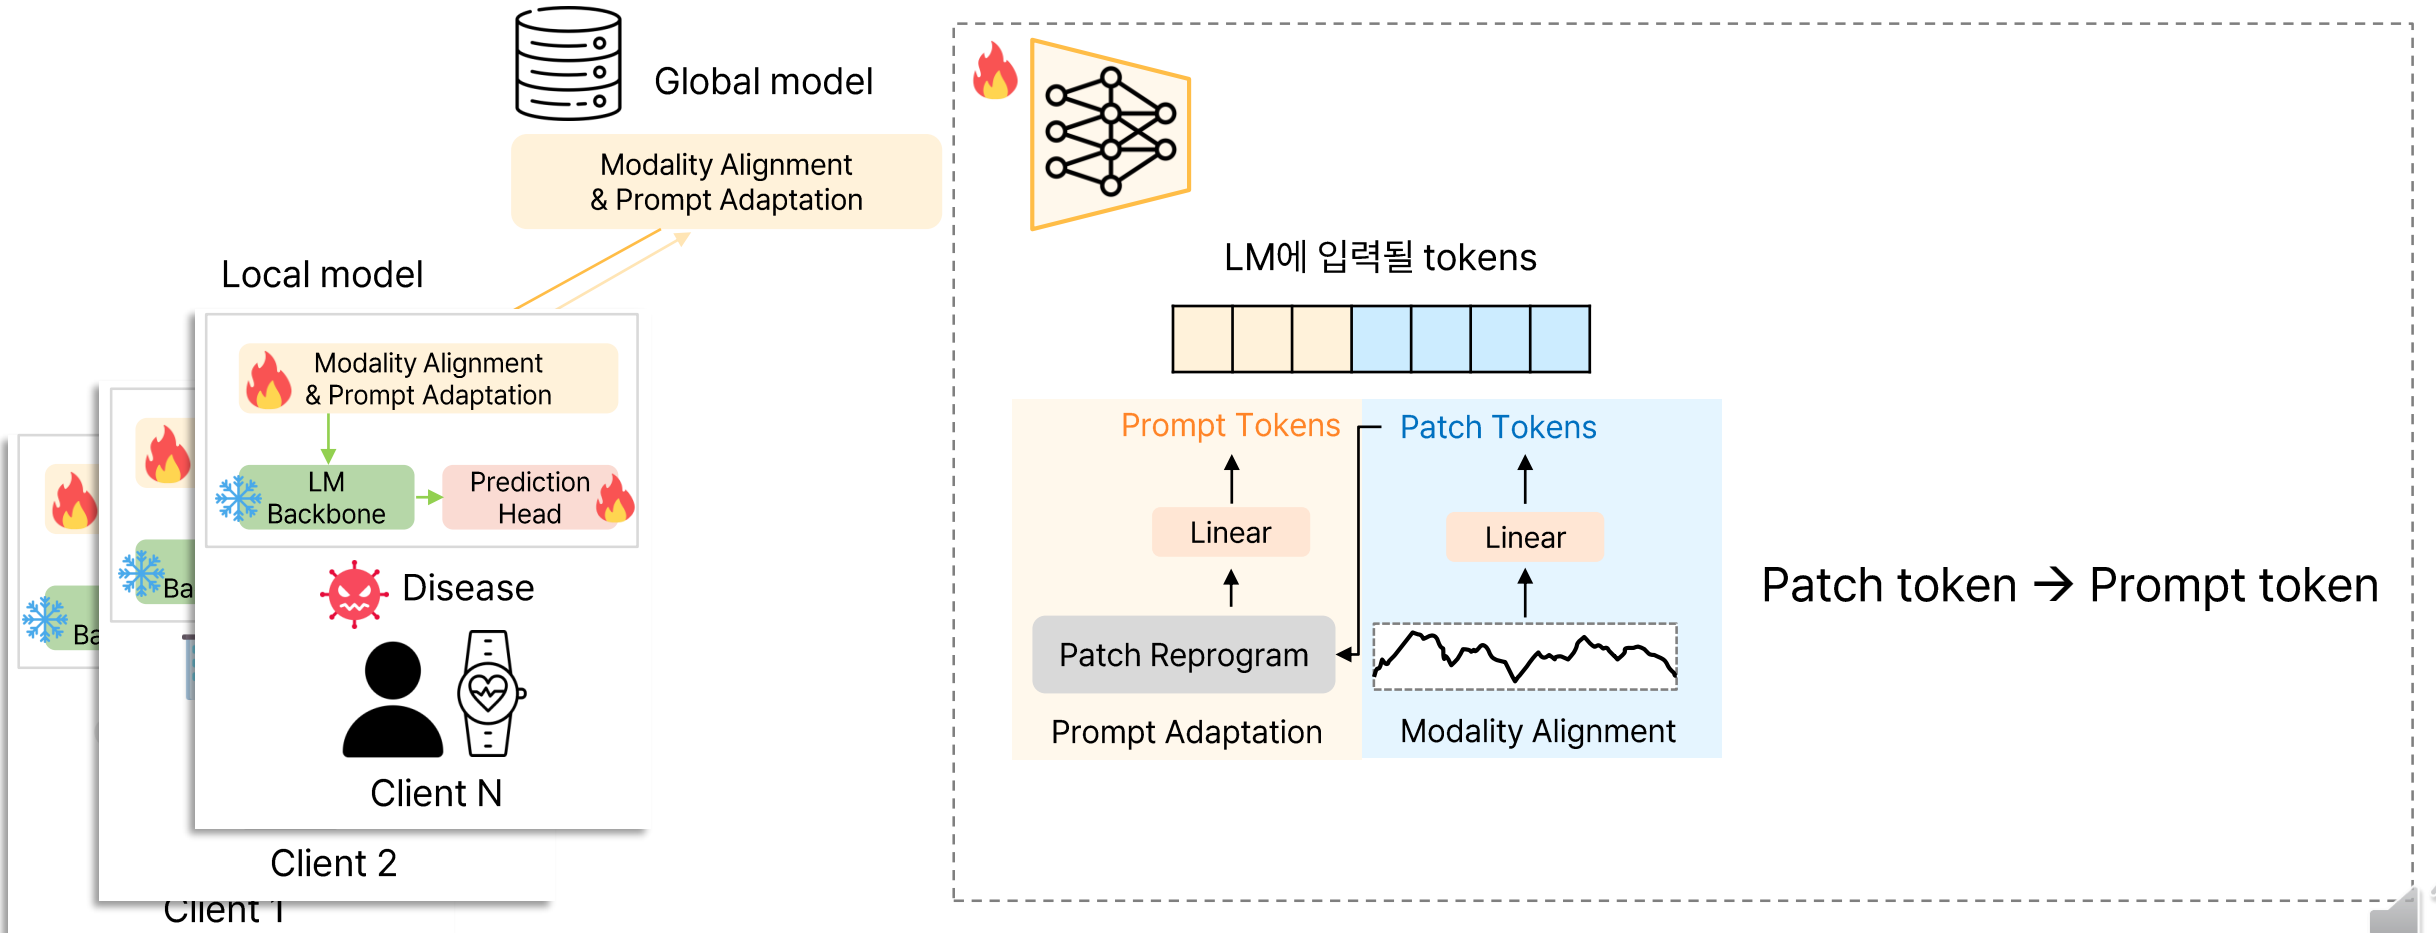 Global model
Modality Alignment
& Prompt Adaptation
Local model
Modality Alignment
& Prompt Adaptation
LM
Backbone
Prediction
Head
Disease
Client N
Ba
Client 2
Ba
Client 1
LM에 입력될 tokens
Prompt Tokens
Patch Tokens
Linear
Linear
Patch Reprogram
Prompt Adaptation
Modality Alignment
Patch token → Prompt token